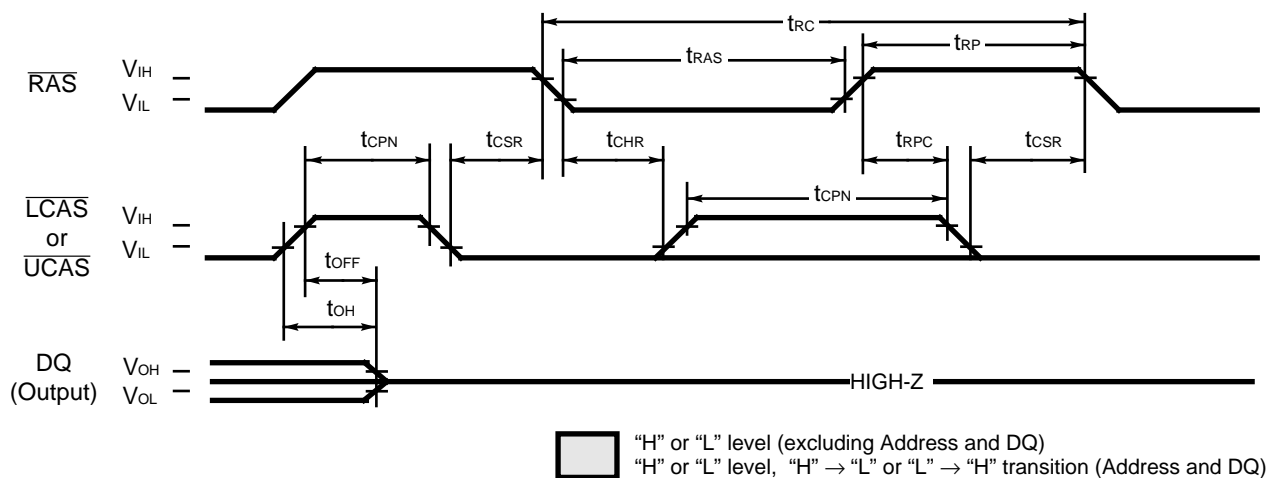 tRC
tRAS
tRP
RAS
VIH
VIL
tCPN
tCSR
tCHR
tRPC
tCSR
LCAS
or
UCAS
VIH
VIL
tCPN
tOFF
tOH
DQ
(Output)
VOH
VOL
HIGH-Z
“H” or “L” level (excluding Address and DQ)
“H” or “L” level, “H” → “L” or “L” → “H” transition (Address and DQ)